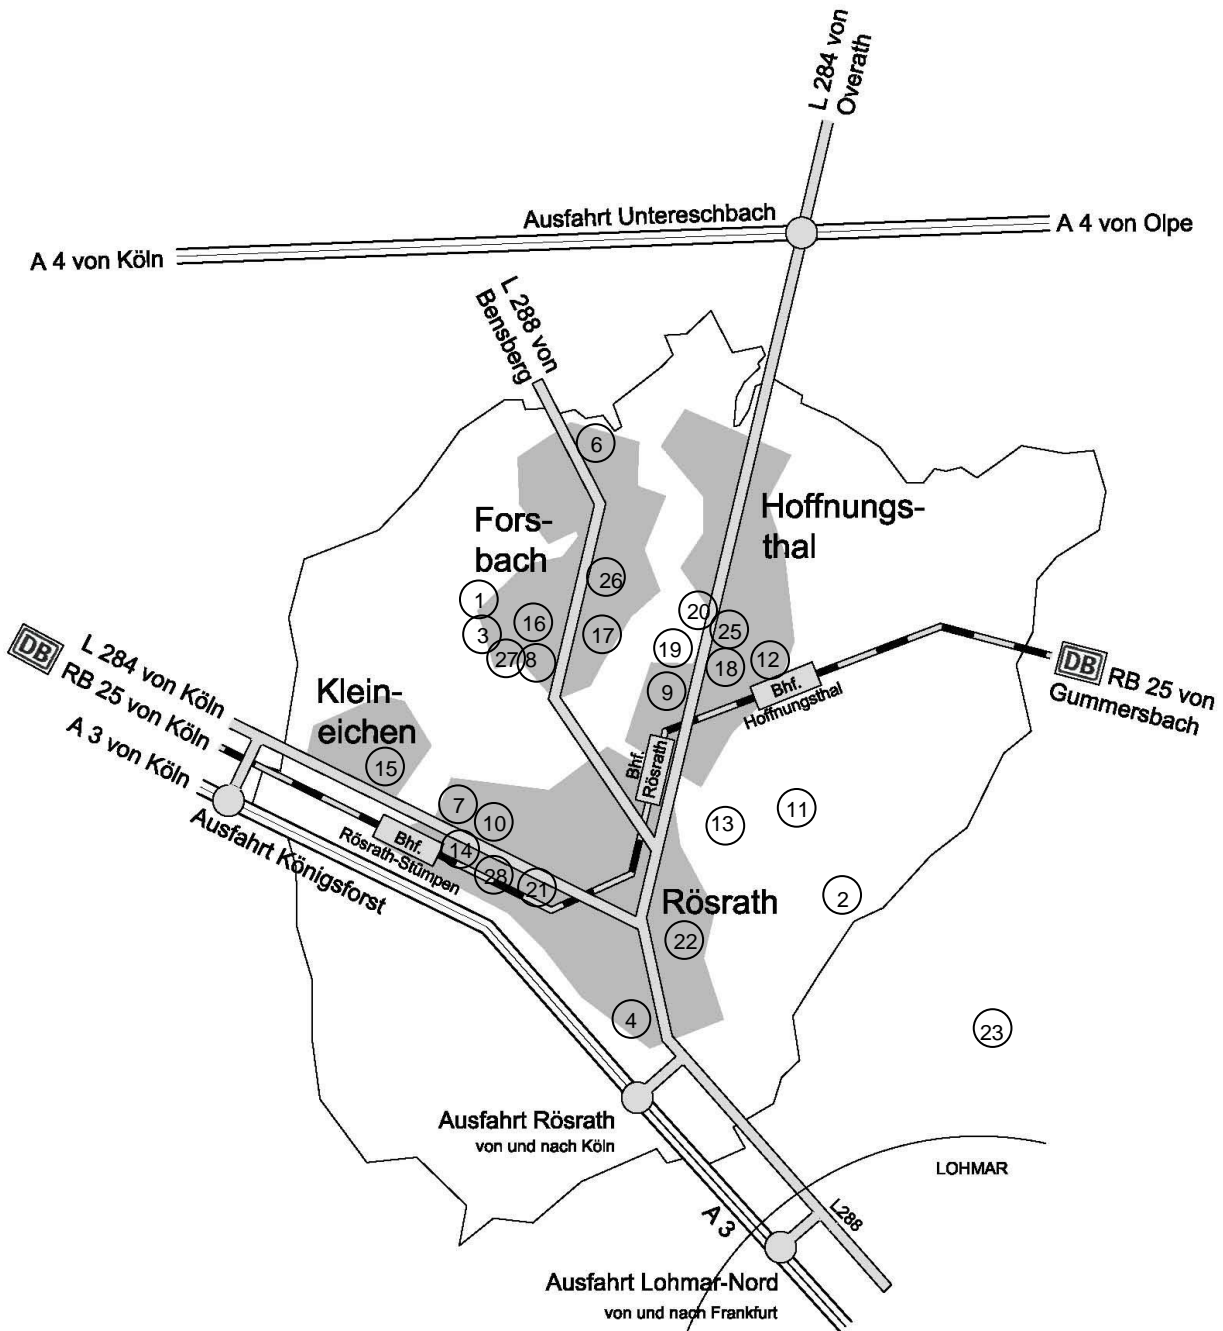 L 284 von
Overath
Ausfahrt Untereschbach
A 4 von Olpe
A 4 von Köln
L 288 von
Bensberg
6
Hoffnungs-
thal
Fors-
bach
26
1
20
16
25
3
17
19
12
27
8
18
DB
L 284 von Köln
RB 25 von Köln
A 3 von Köln
DB
RB 25 von
Gummersbach
9
Bhf.
Hoffnungsthal
Klein-
eichen
15
Bhf.
Rösrath
7
10
13
11
Ausfahrt Königsforst
Bhf.
Rösrath-Stümpen
14
28
21
Rösrath
2
22
4
23
Ausfahrt Rösrath
von und nach Köln
LOHMAR
A 3
L288
Ausfahrt Lohmar-Nord
von und nach Frankfurt